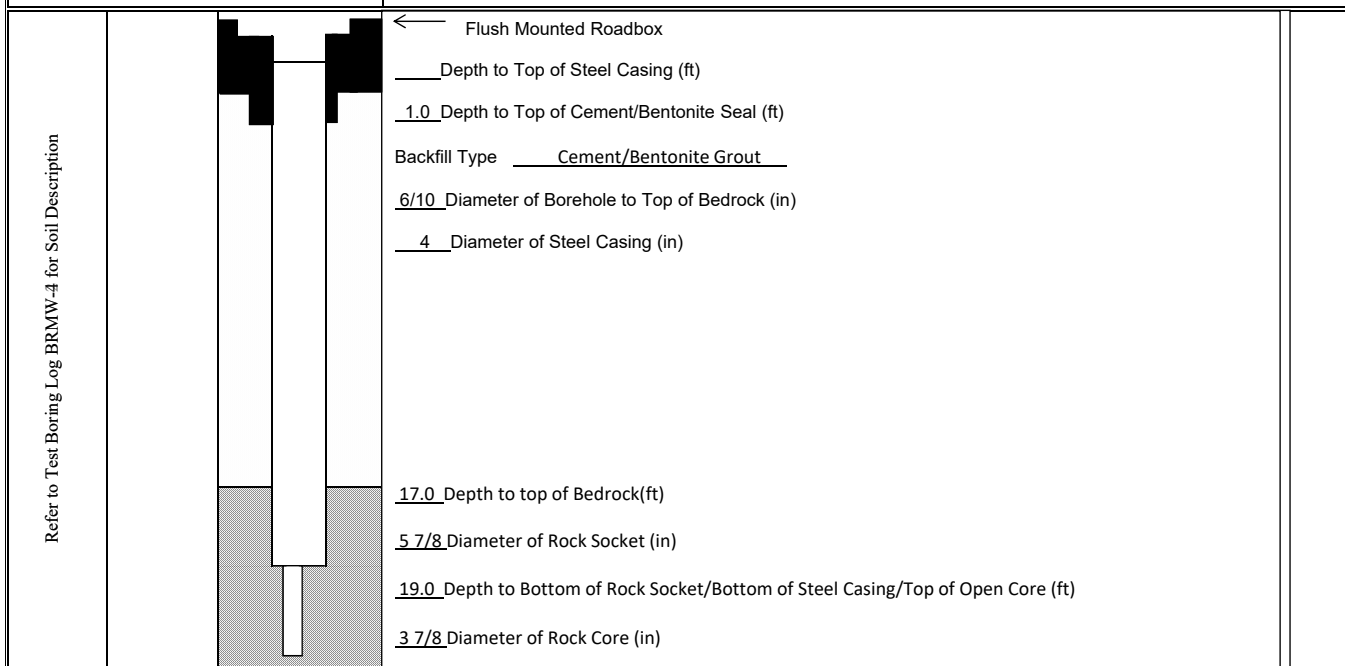 Refer to Test Boring Log BRMW-4 for Soil Description
Flush Mounted Roadbox
Depth to Top of Steel Casing (ft)
1.0 Depth to Top of Cement/Bentonite Seal (ft)
Backfill Type Cement/Bentonite Grout
6/10 Diameter of Borehole to Top of Bedrock (in)
4 Diameter of Steel Casing (in)
17.0 Depth to top of Bedrock(ft)
5 7/8 Diameter of Rock Socket (in)
19.0 Depth to Bottom of Rock Socket/Bottom of Steel Casing/Top of Open Core (ft)
3 7/8 Diameter of Rock Core (in)